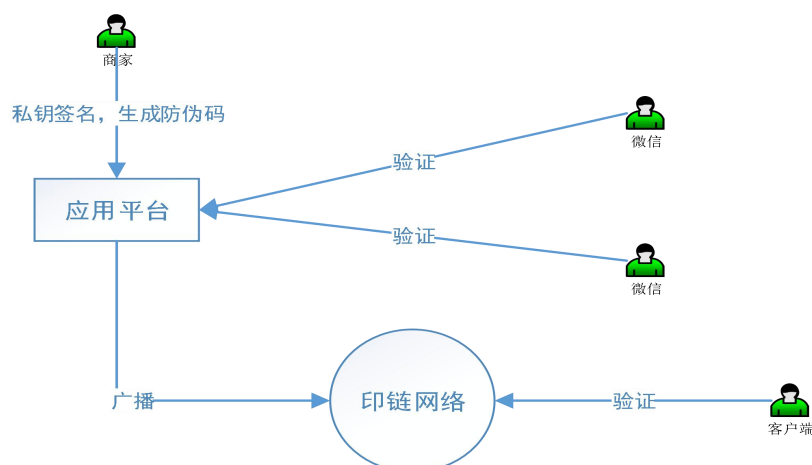 商家
私钥签名，生成防伪码
微信
验证
应用平台
验证
微信
广播
印链网络
验证
客户端